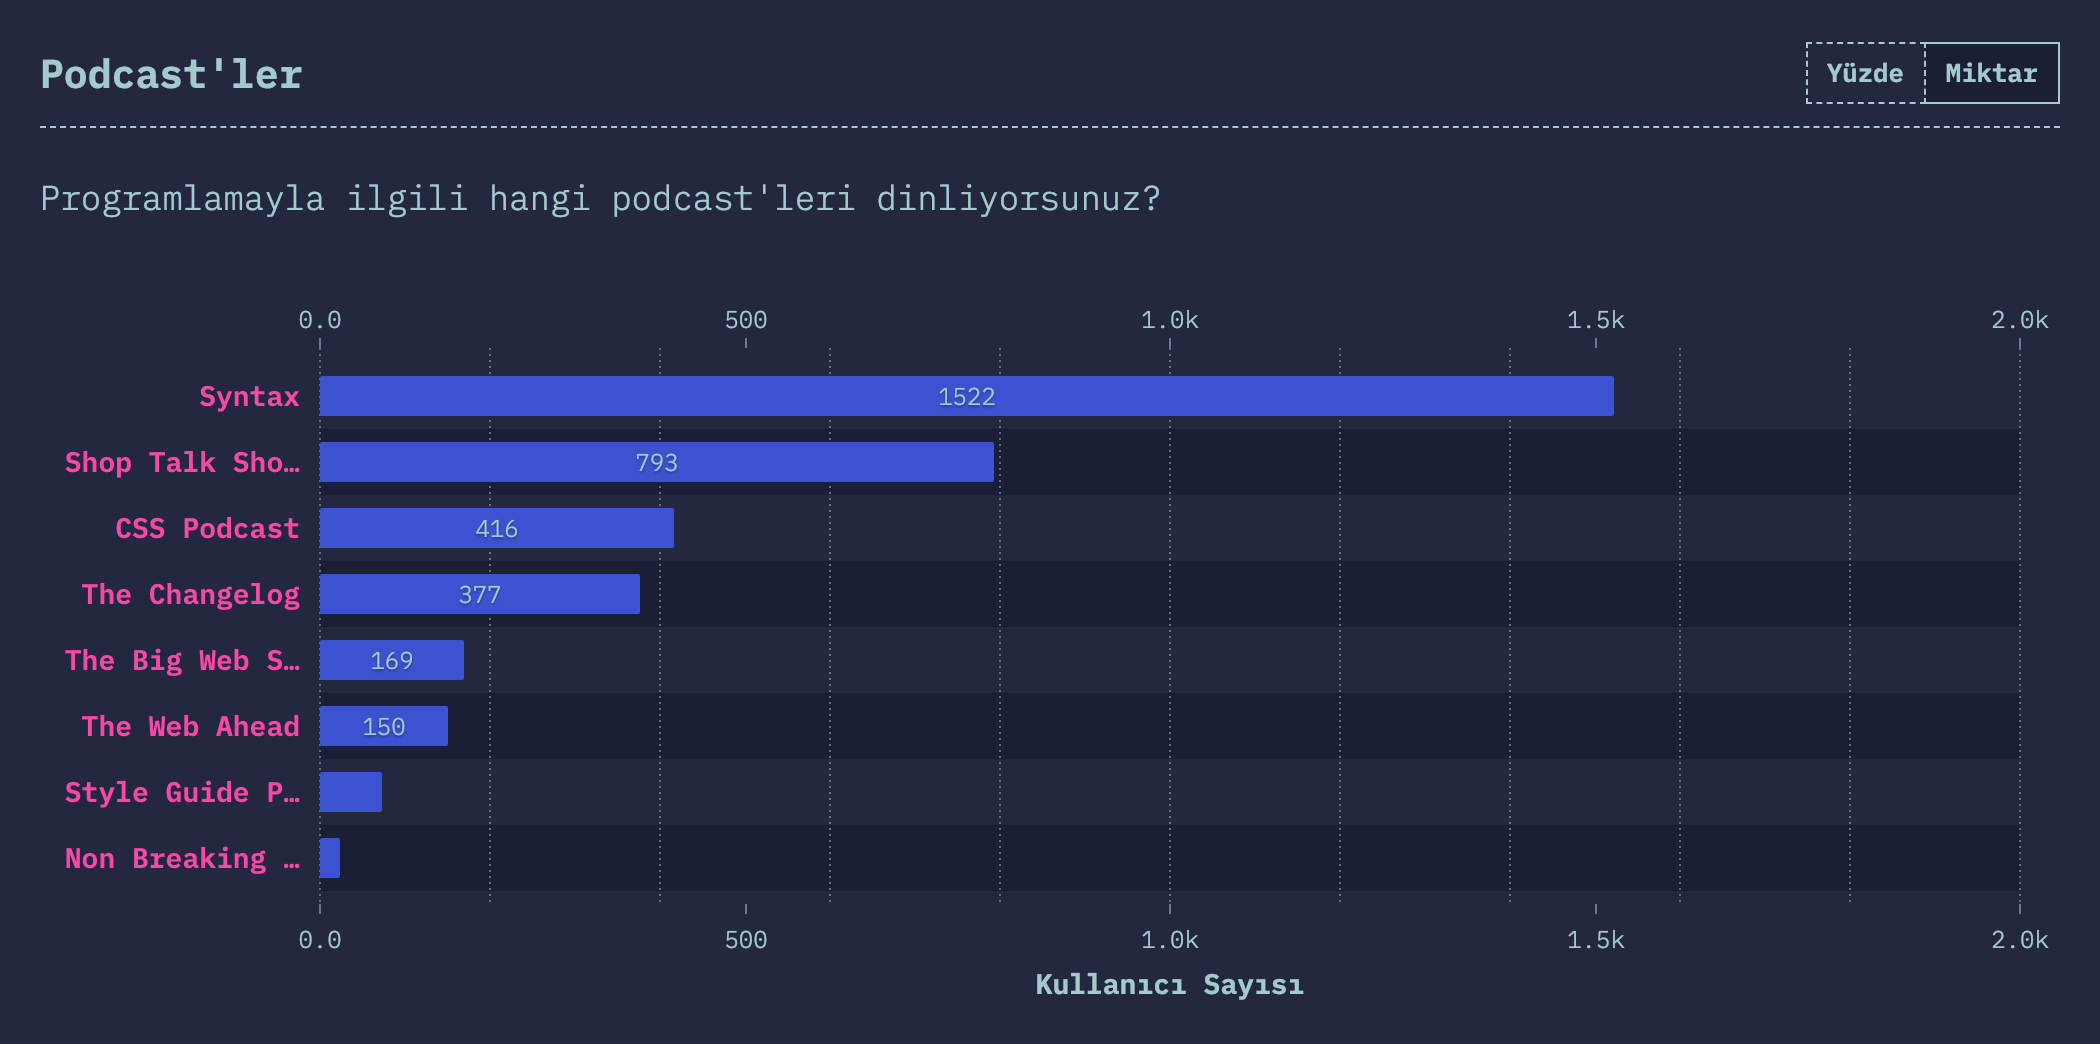 Podcast'ler
Yüzde Miktar
Programlamayla ilgili hangi podcast'leri dinliyorsunuz?
0.0 500 1.0k 1.5k 2.0k
Syntax 1522
Shop Talk Sho… 793
CSS Podcast 416
The Changelog 377
The Big Web S… 169
The Web Ahead 150
Style Guide P…
Non Breaking …
0.0 500 1.0k 1.5k 2.0k
Kullanıcı Sayısı